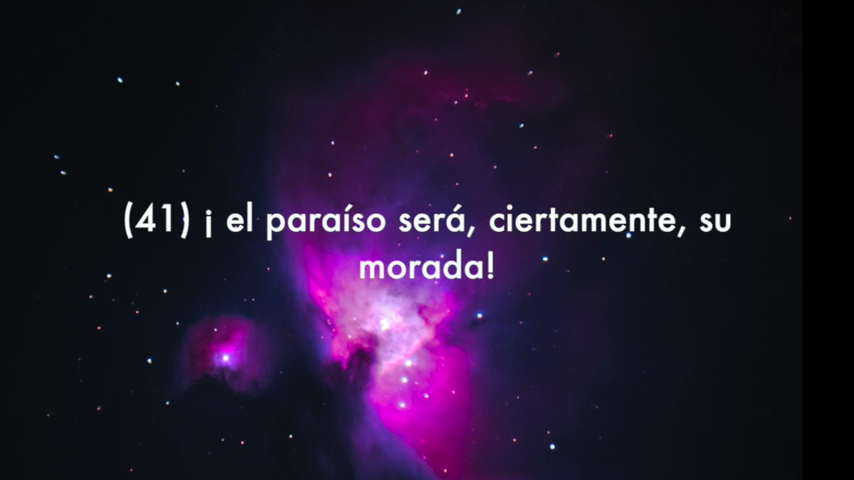 (41) ¡ el paraíso será, ciertamente, su
morada!